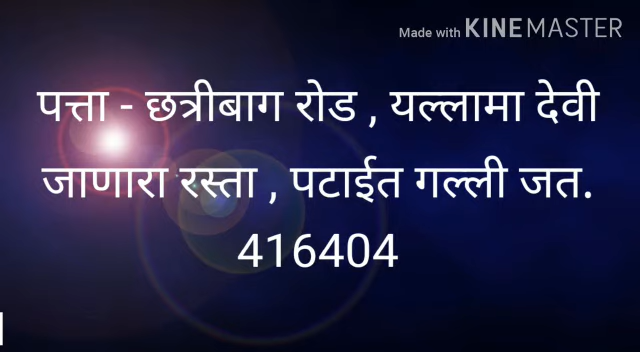 Made with KINEMASTER
पत्ता - छत्रीबाग रोड , यल्लामा देवी
जाणारा रस्ता , पटाईत गल्ली जत.
416404